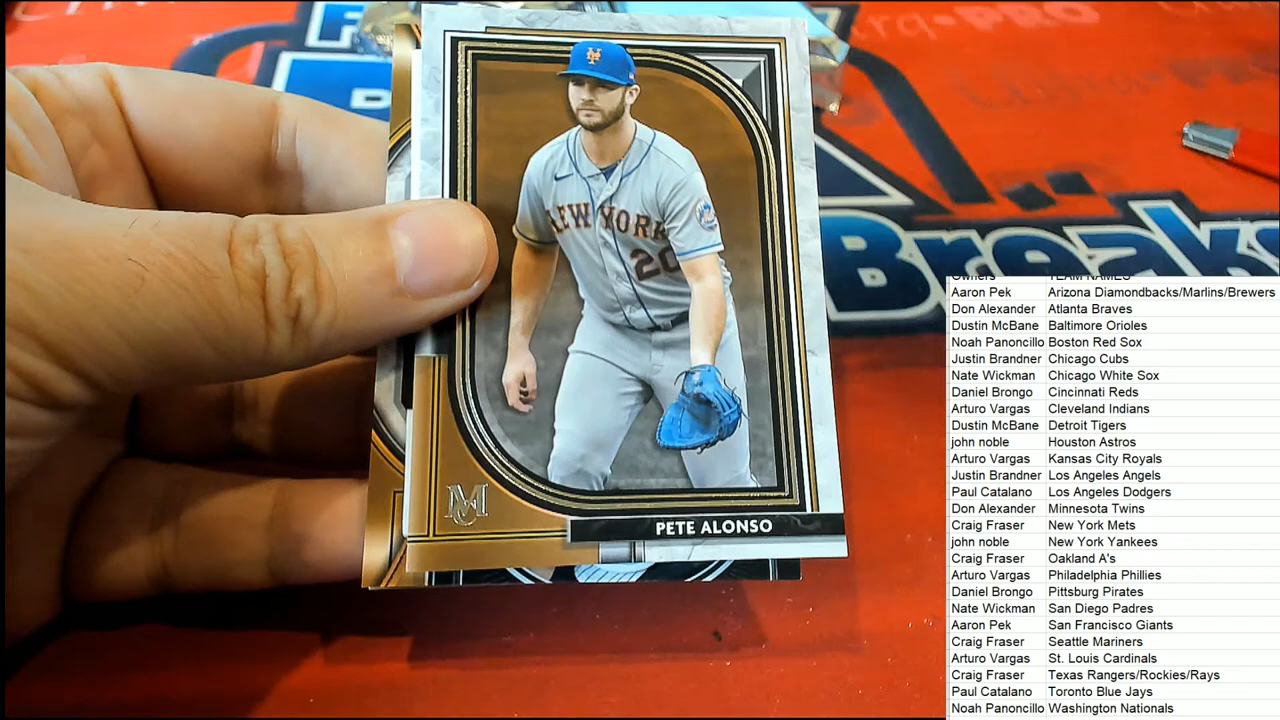 Breaks
NY
NEW YORK
20
M
PETE ALONSO
Owners TEAM NAMES
Aaron Pek Arizona Diamondbacks/Marlins/Brewers
Don Alexander Atlanta Braves
Dustin McBane Baltimore Orioles
Noah Panoncillo Boston Red Sox
Justin Brandner Chicago Cubs
Nate Wickman Chicago White Sox
Daniel Brongo Cincinnati Reds
Arturo Vargas Cleveland Indians
Dustin McBane Detroit Tigers
john noble Houston Astros
Arturo Vargas Kansas City Royals
Justin Brandner Los Angeles Angels
Paul Catalano Los Angeles Dodgers
Don Alexander Minnesota Twins
Craig Fraser New York Mets
john noble New York Yankees
Craig Fraser Oakland A's
Arturo Vargas Philadelphia Phillies
Daniel Brongo Pittsburg Pirates
Nate Wickman San Diego Padres
Aaron Pek San Francisco Giants
Craig Fraser Seattle Mariners
Arturo Vargas St. Louis Cardinals
Craig Fraser Texas Rangers/Rockies/Rays
Paul Catalano Toronto Blue Jays
Noah Panoncillo Washington Nationals